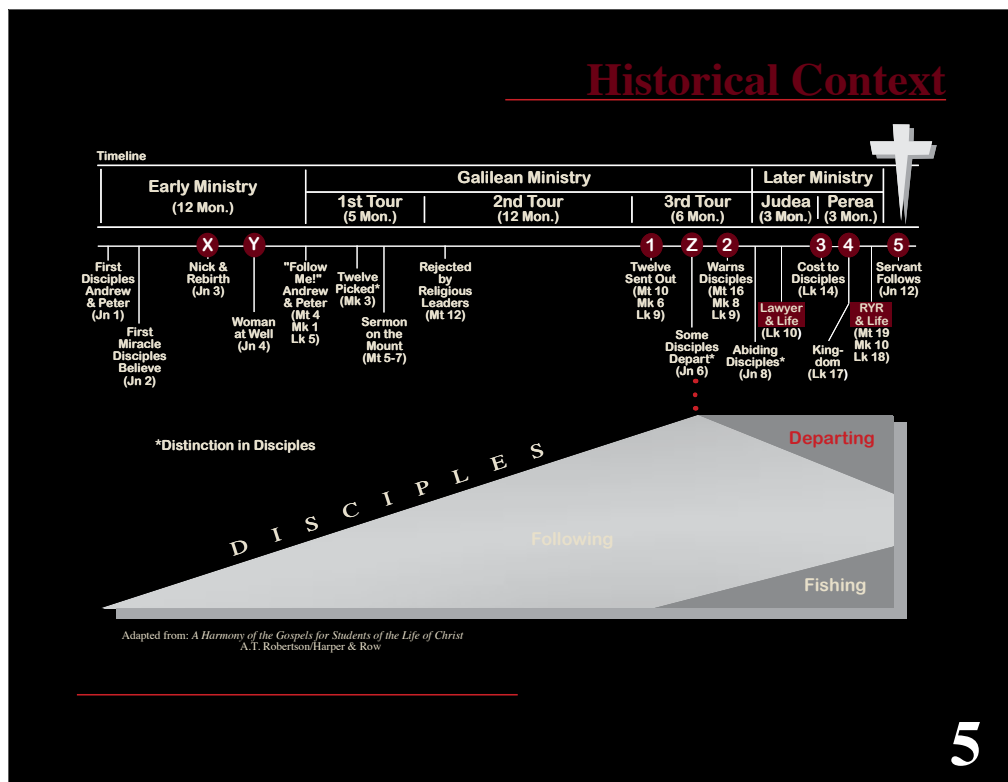 Historical Context
Timeline
Early Ministry
(12 Mon.)
Galilean Ministry
1st Tour
(5 Mon.)
2nd Tour
(12 Mon.)
3rd Tour
(6 Mon.)
Later Ministry
Judea
(3 Mon.)
Perea
(3 Mon.)
X
Y
1
Z
2
3
4
5
First
Disciples
Andrew
& Peter
(Jn 1)
First
Miracle
Disciples
Believe
(Jn 2)
Nick &
Rebirth
(Jn 3)
Woman
at Well
(Jn 4)
"Follow
Me!"
Andrew
& Peter
(Mt 4
Mk 1
Lk 5)
Twelve
Picked*
(Mk 3)
Sermon
on the
Mount
(Mt 5-7)
Rejected
by
Religious
Leaders
(Mt 12)
Twelve
Sent Out
(Mt 10
Mk 6
Lk 9)
Some
Disciples
Depart*
(Jn 6)
Warns
Disciples
(Mt 16
Mk 8
Lk 9)
Abiding
Disciples*
(Jn 8)
Lawyer
& Life
(Lk 10)
Cost to
Disciples
(Lk 14)
King-
dom
(Lk 17)
RYR
& Life
(Mt 19
Mk 10
Lk 18)
Servant
Follows
(Jn 12)
*Distinction in Disciples
DISCIPLES
Departing
Following
Fishing
Adapted from: A Harmony of the Gospels for Students of the Life of Christ
A.T. Robertson/Harper & Row
5